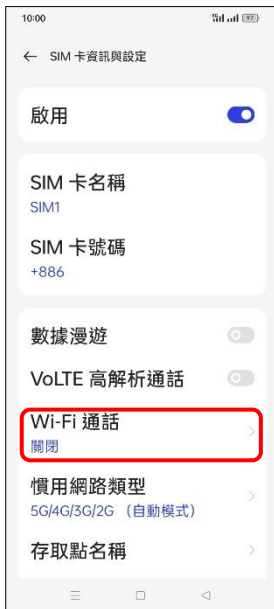 10:00
5G 97
← SIM 卡資訊與設定
啟用
SIM 卡名稱
SIM1
SIM 卡號碼
+886
數據漫遊
VoLTE 高解析通話
Wi-Fi 通話
關閉
慣用網路類型
5G/4G/3G/2G （自動模式）
存取點名稱